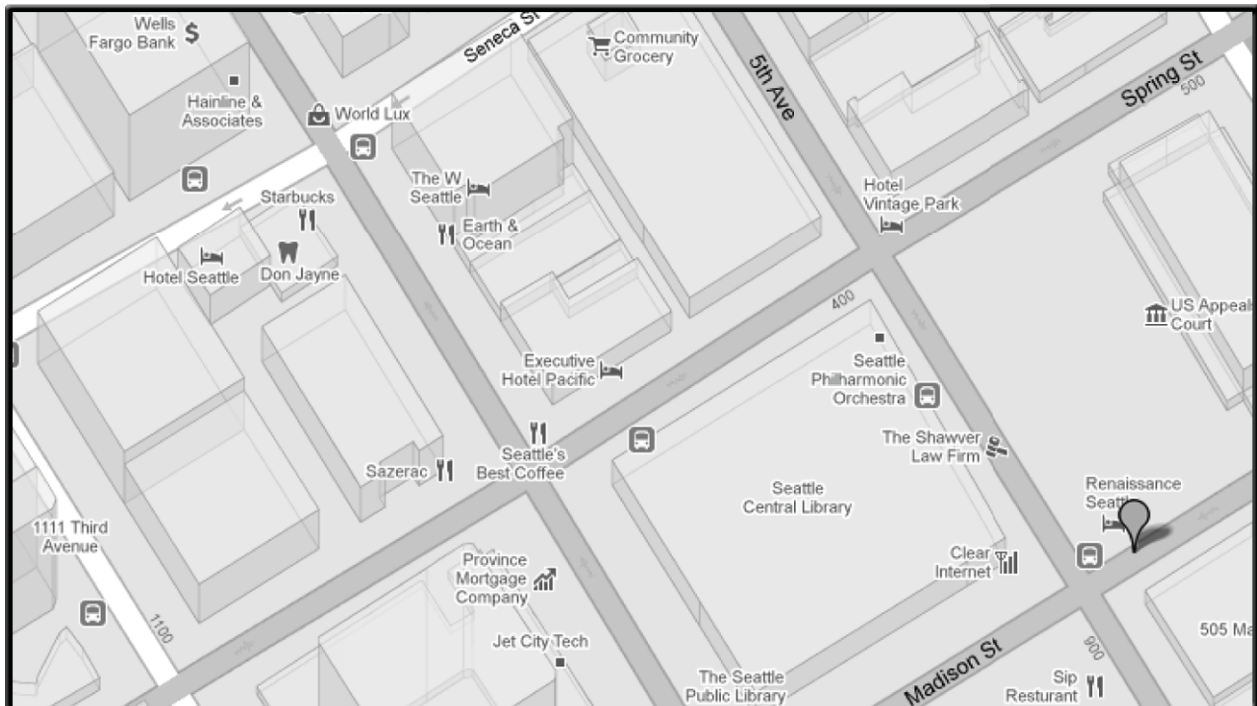 Wells
Fargo Bank
$
Seneca St
Community
Grocery
5th Ave
Spring St
500
Hainline &
Associates
World Lux
The W
Seattle
Hotel
Vintage Park
Starbucks
Earth &
Ocean
Hotel Seattle
Don Jayne
400
US Appeals
Court
Executive
Hotel Pacific
Seattle
Philharmonic
Orchestra
The Shawver
Law Firm
Seattle's
Best Coffee
Sazerac
Seattle
Central Library
Renaissance
1111 Third
Avenue
Province
Mortgage
Company
Clear
Internet
1100
Jet City Tech
505
900
The Seattle
Public Library
Madison St
Sip
Resturant